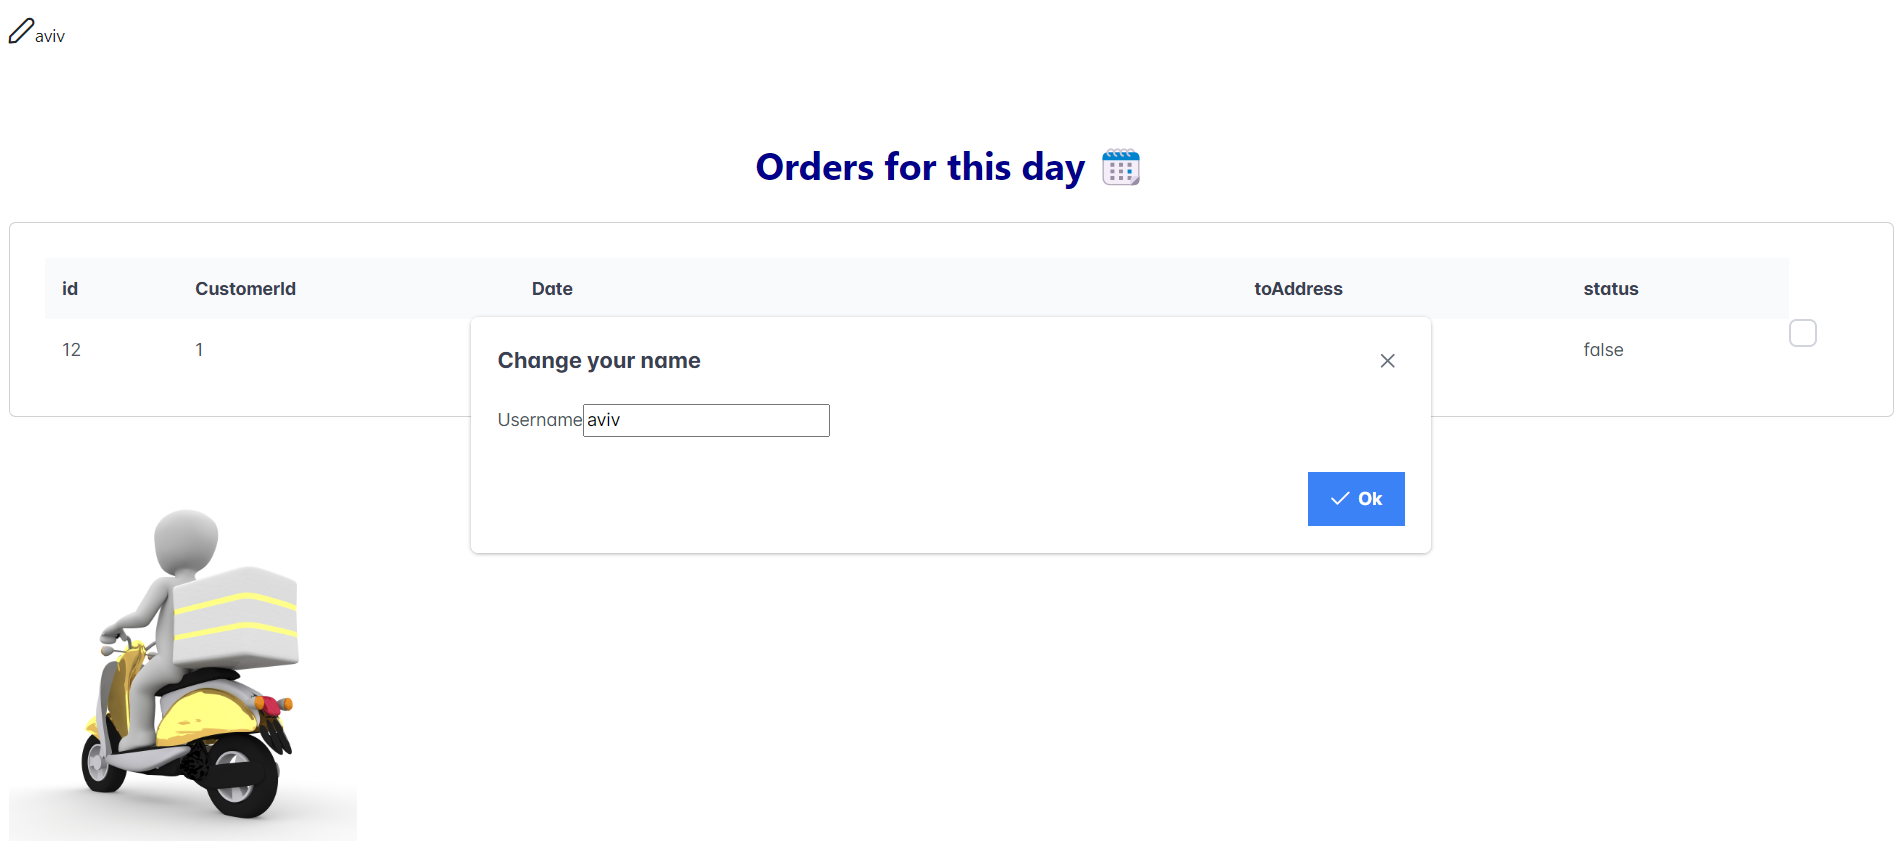 aviv
Orders for this day
id CustomerId Date toAddress status
12 1 false
Change your name
Username aviv
Ok